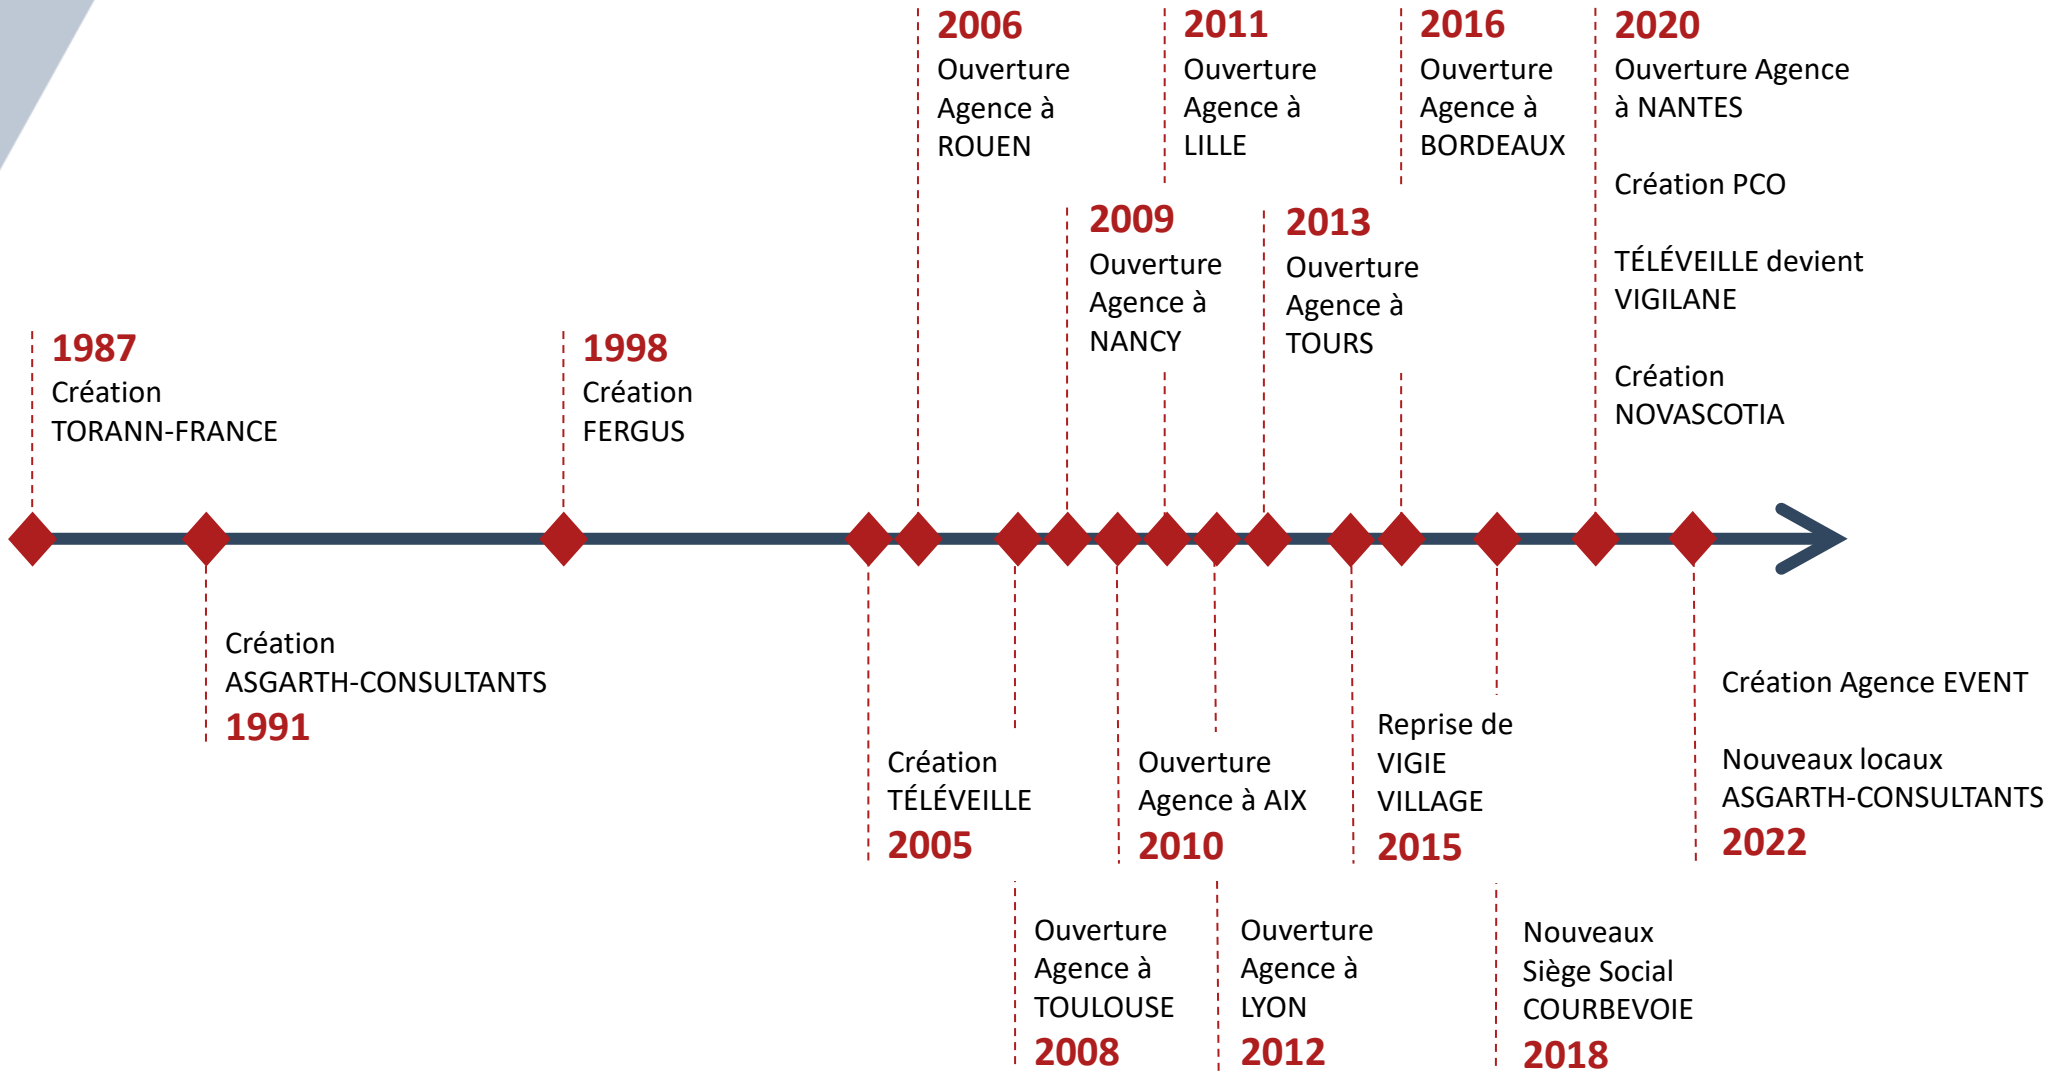 2006
Ouverture
Agence à
ROUEN
2011
Ouverture
Agence à
LILLE
2016
Ouverture
Agence à
BORDEAUX
2020
Ouverture Agence
à NANTES
Création PCO
TÉLÉVEILLE devient
VIGILANE
Création
NOVASCOTIA
2009
Ouverture
Agence à
NANCY
2013
Ouverture
Agence à
TOURS
1987
Création
TORANN-FRANCE
1998
Création
FERGUS
Création
ASGARTH-CONSULTANTS
1991
Création
TÉLÉVEILLE
2005
Ouverture
Agence à AIX
2010
Reprise de
VIGIE
VILLAGE
2015
Création Agence EVENT
Nouveaux locaux
ASGARTH-CONSULTANTS
2022
Ouverture
Agence à
TOULOUSE
2008
Ouverture
Agence à
LYON
2012
Nouveaux
Siège Social
COURBEVOIE
2018